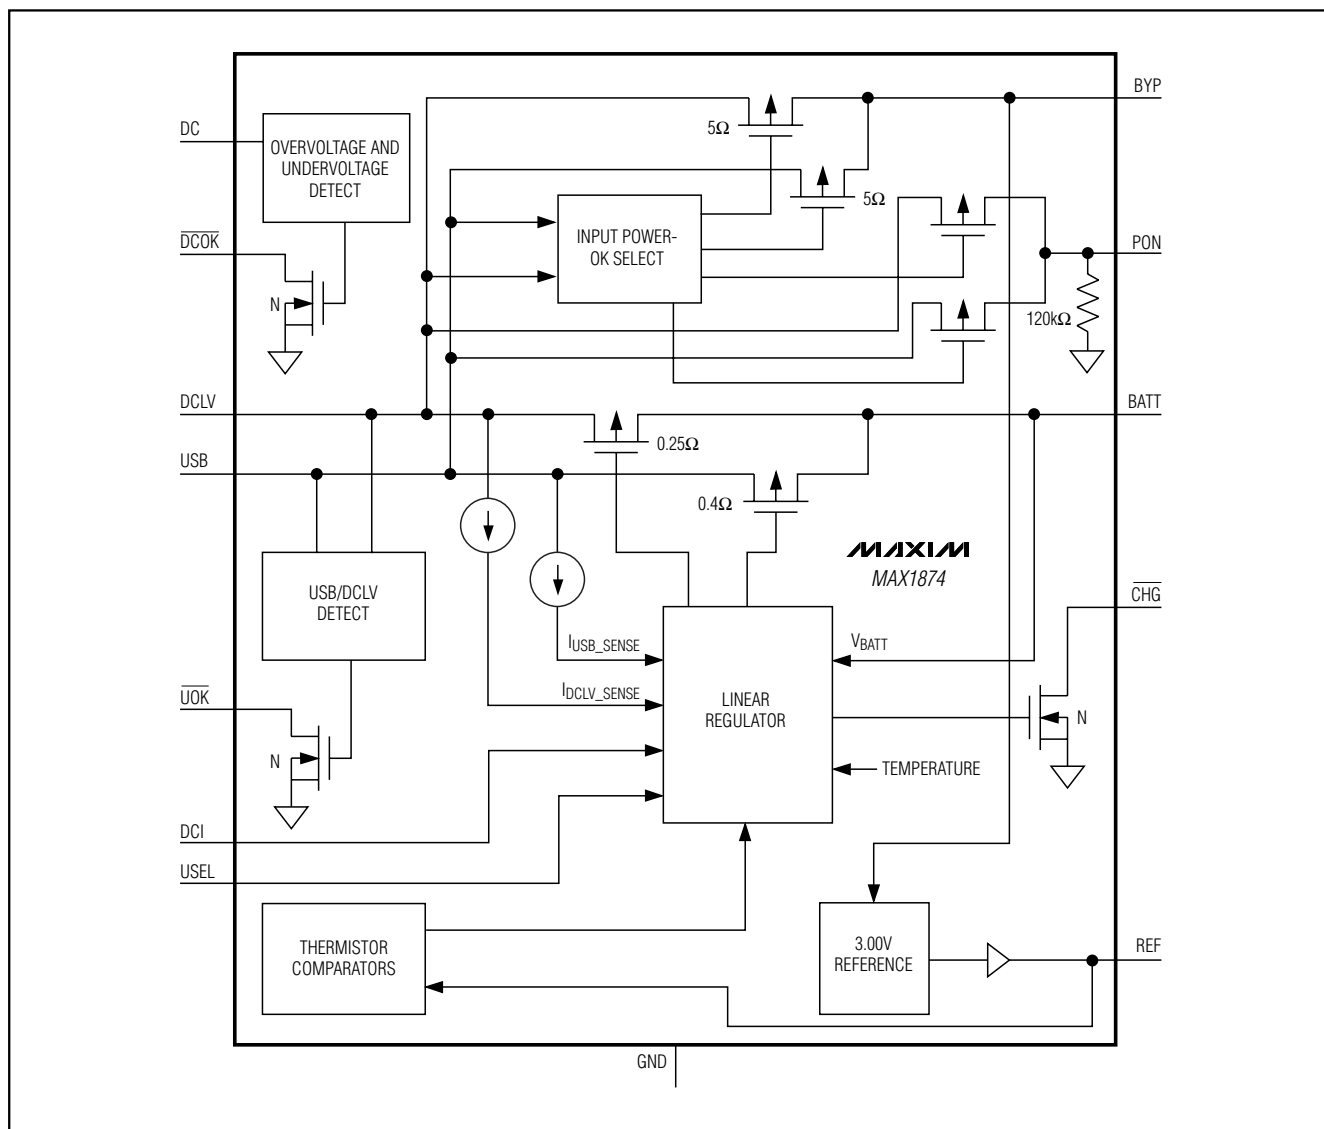 BYP
DC
OVERVOLTAGE AND
UNDERVOLTAGE
DETECT
5Ω
5Ω
DCOK
INPUT POWER-
OK SELECT
PON
N
120kΩ
DCLV
BATT
0.25Ω
USB
0.4Ω
MAXIM
MAX1874
USB/DCLV
DETECT
CHG
IUSB_SENSE
VBATT
IDCLV_SENSE
UOK
LINEAR
REGULATOR
N
N
TEMPERATURE
DCI
USEL
THERMISTOR
COMPARATORS
3.00V
REFERENCE
REF
GND